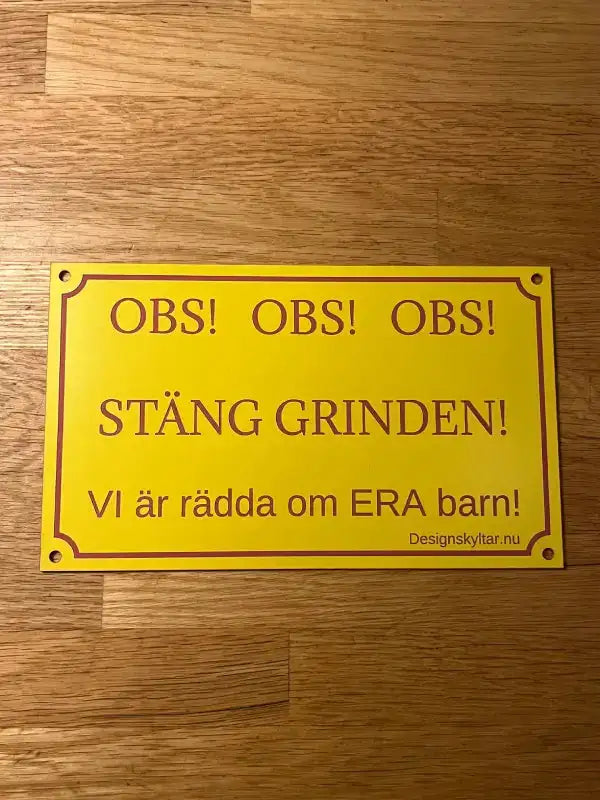 OBS! OBS! OBS!
STÄNG GRINDEN!
VI är rädda om ERA barn!
Designskyltar.nu